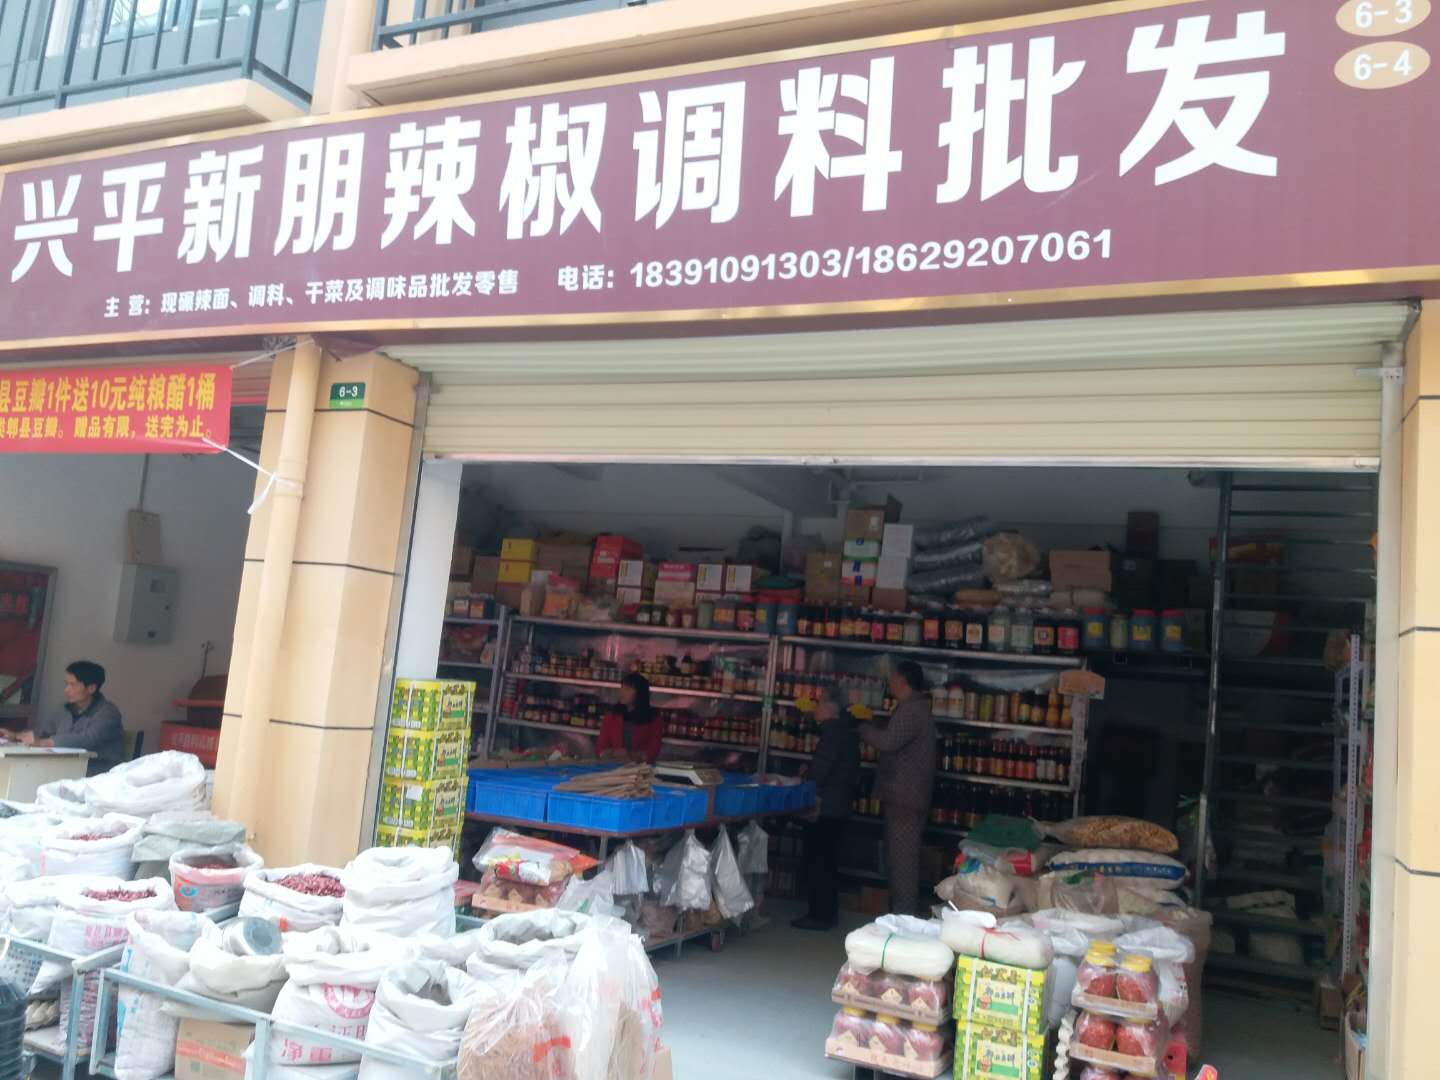 兴平新朋辣椒调料批发
6-3
6-4
主 营：现碾辣面、调料、干菜及调味品批发零售 电话：18391091303/18629207061
县豆瓣1件送10元纯粮醋1桶
郫县豆瓣。赠品有限，送完为止。
6-3
净重